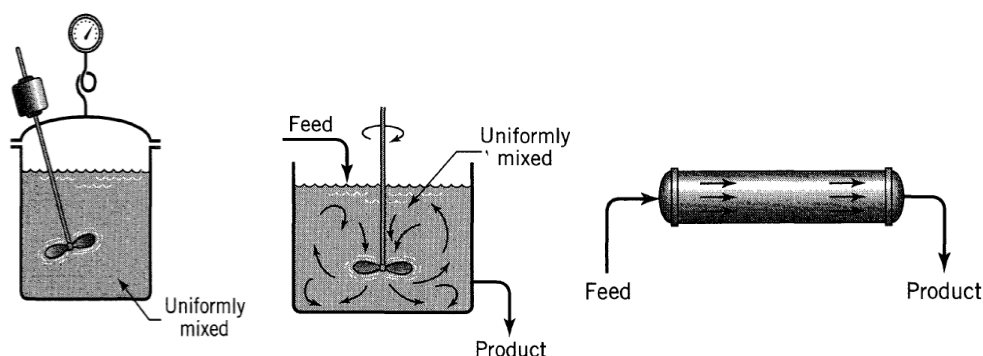 Uniformly
mixed
Feed
Uniformly
mixed
Product
Feed
Product